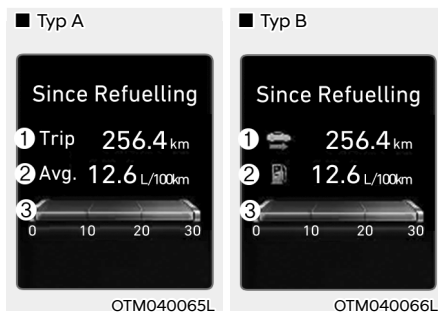 ■ Typ A
Since Refuelling
① Trip 256.4 km
② Avg. 12.6 L/100km
③
0 10 20 30
OTM040065L
■ Typ B
Since Refuelling
① 256.4 km
② 12.6 L/100km
③
0 10 20 30
OTM040066L